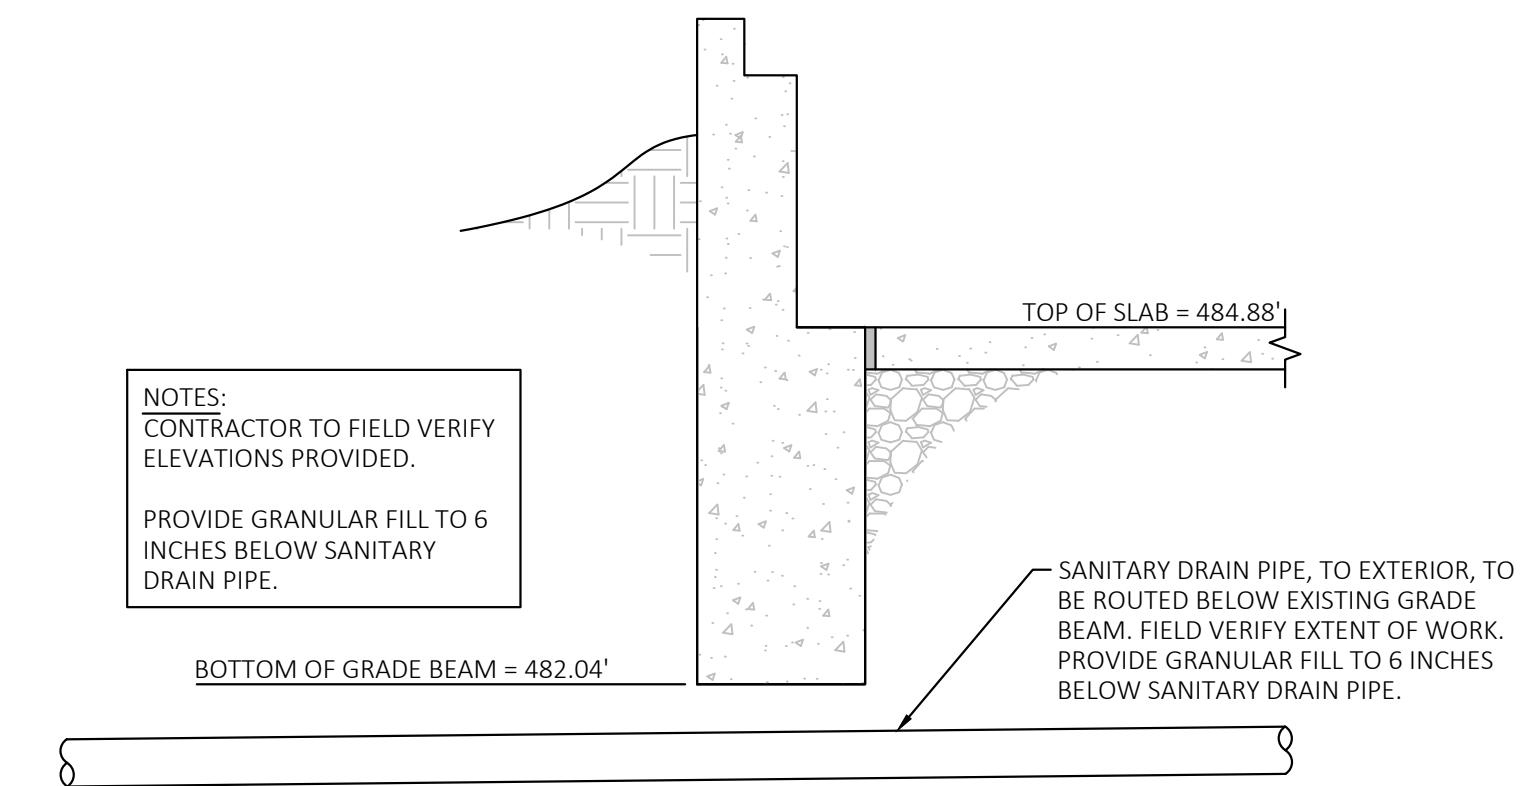 TOP OF SLAB = 484.88'
NOTES:
CONTRACTOR TO FIELD VERIFY
ELEVATIONS PROVIDED.
PROVIDE GRANULAR FILL TO 6
INCHES BELOW SANITARY
DRAIN PIPE.
SANITARY DRAIN PIPE, TO EXTERIOR, TO
BE ROUTED BELOW EXISTING GRADE
BEAM. FIELD VERIFY EXTENT OF WORK.
PROVIDE GRANULAR FILL TO 6 INCHES
BELOW SANITARY DRAIN PIPE.
BOTTOM OF GRADE BEAM = 482.04'